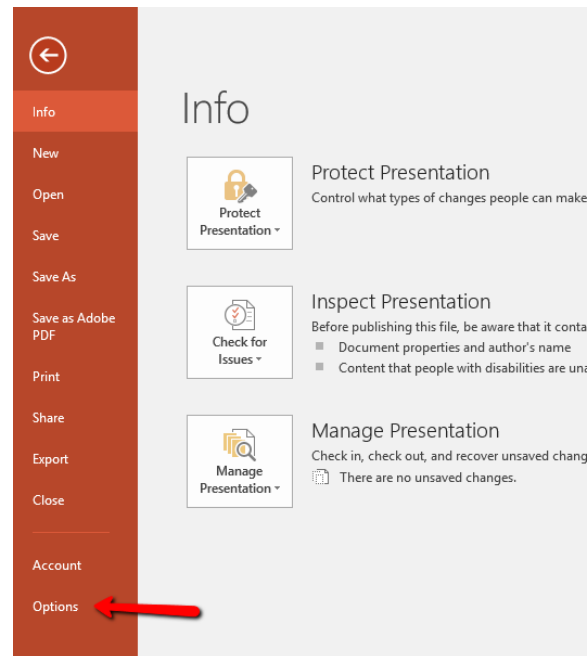 Info
New
Open
Save
Save As
Save as Adobe
PDF
Print
Share
Export
Close
Account
Options
Info
Protect
Presentation
Protect Presentation
Control what types of changes people can make
Check for
Issues
Inspect Presentation
Before publishing this file, be aware that it conta
Document properties and author's name
Content that people with disabilities are una
Manage
Presentation
Manage Presentation
Check in, check out, and recover unsaved chang
There are no unsaved changes.